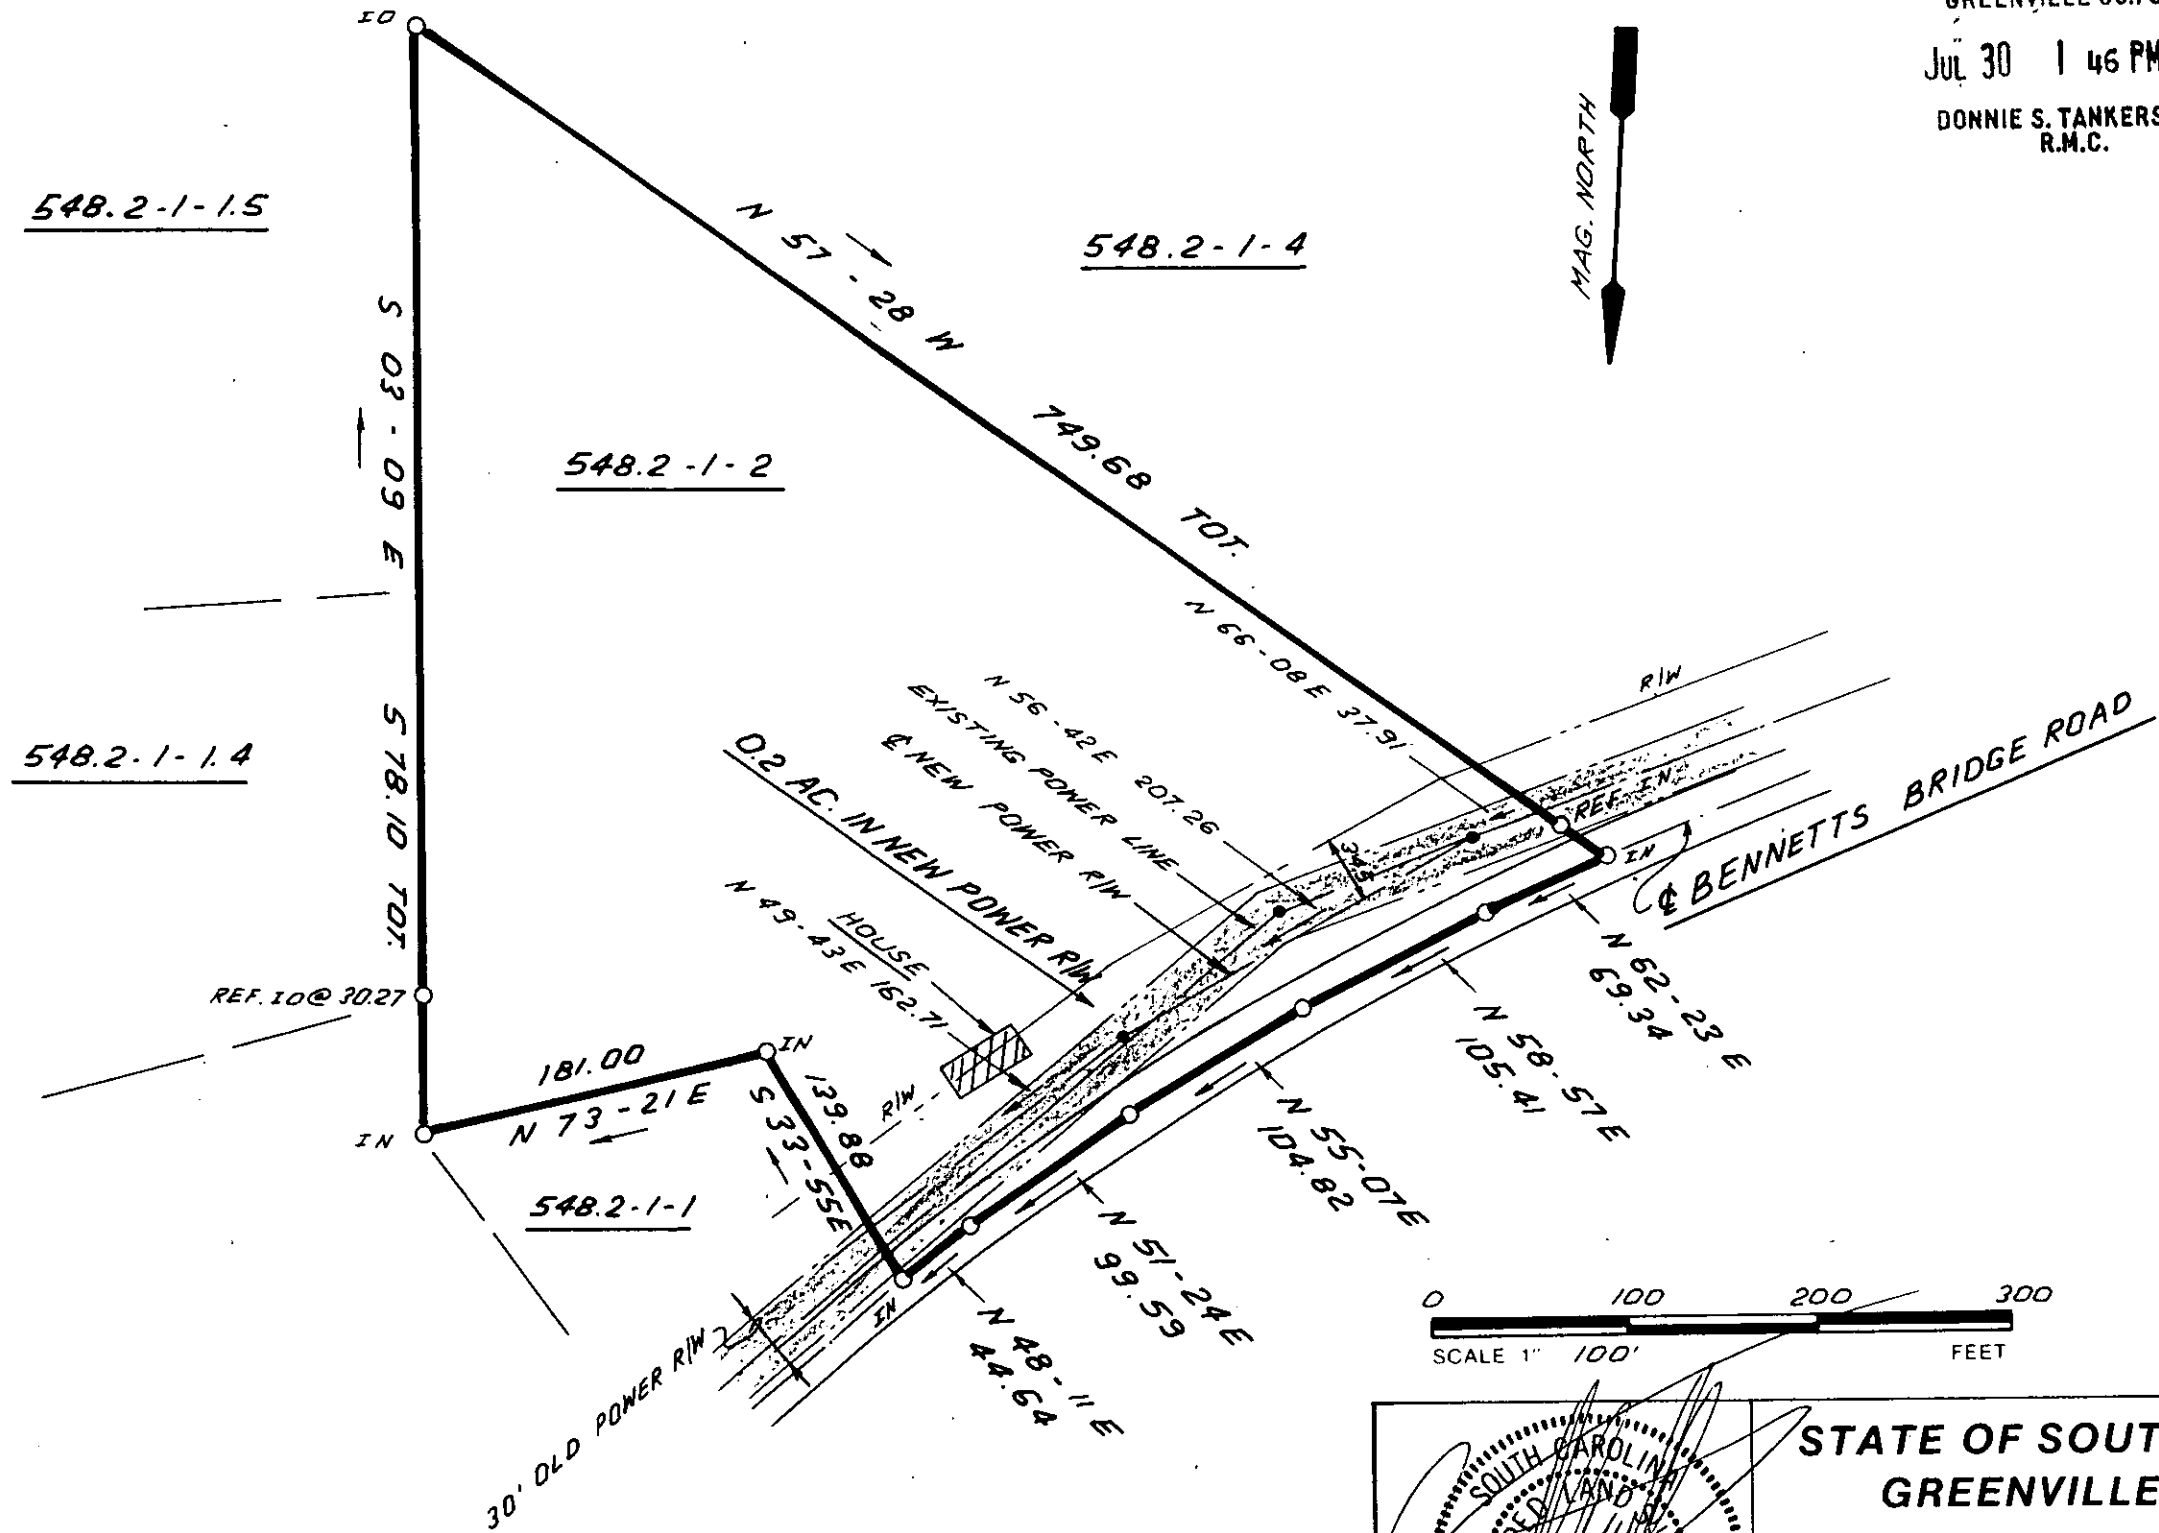 IO
GREENVILLE CO.
JUL 30 1 46 PM
DONNIE S. TANKERS
R.M.C.
MAG. NORTH
548.2-1-1.5
N 57-28 W
749.68 TOT.
548.2-1-4
S 03-09 E
578.10 TOT.
548.2-1-2
548.2-1-1.4
N 66-08 E 37.91
N 56-42 E 207.26
EXISTING POWER LINE
℄ NEW POWER R/W
0.2 AC. IN NEW POWER R/W
N 49-43 E 162.71
HOUSE
R/W
REF. IN
IN
34.5
℄ BENNETTS BRIDGE ROAD
REF. IO @ 30.27
IN
181.00
N 73-21 E
IN
139.88
S 33-55 E
R/W
548.2-1-1
IN
N 62-23 E
69.34
N 58-57 E
105.41
N 55-07 E
104.82
N 51-24 E
99.59
N 48-11 E
44.64
30' OLD POWER R/W
0 100 200 300
SCALE 1" 100' FEET
SOUTH CAROLINA
LAND
STATE OF SOUT
GREENVILLE